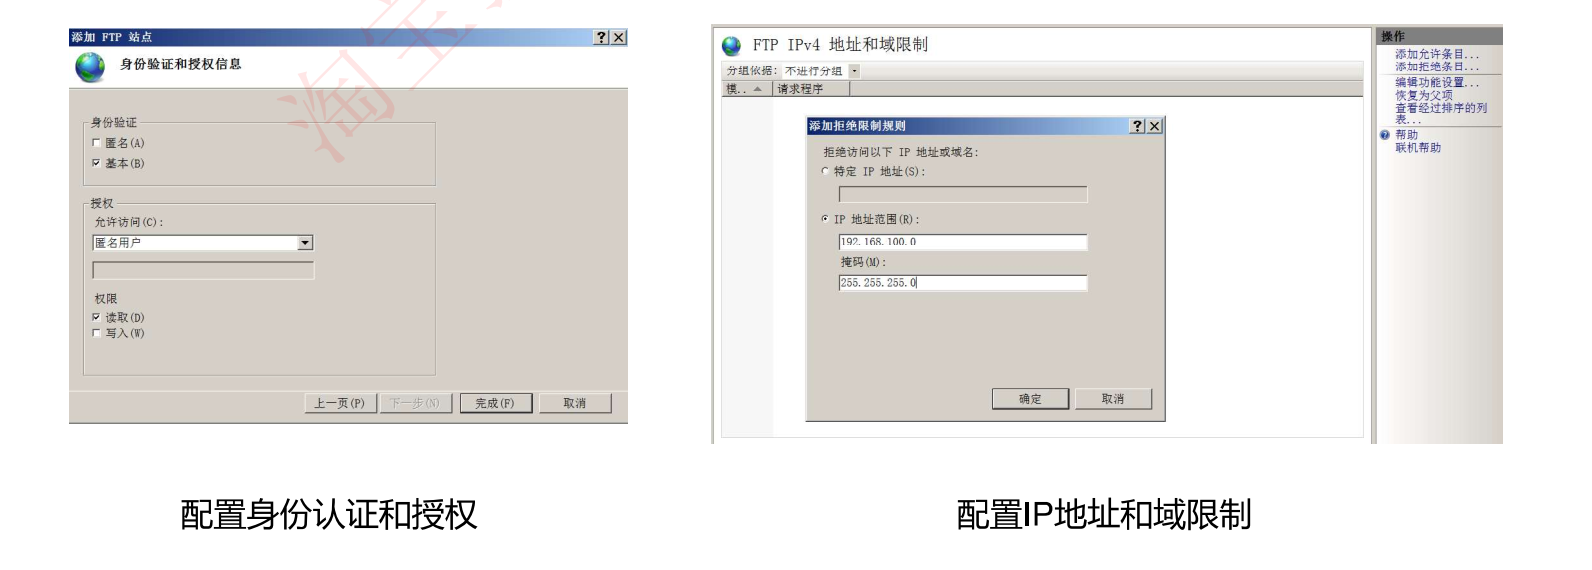 添加 FTP 站点
身份验证和授权信息
身份验证
匿名(A)
基本(B)
授权
允许访问(C):
匿名用户
权限
读取(D)
写入(W)
上一页(P)
下一步(N)
完成(F)
取消
淘宝
FTP IPv4 地址和域限制
分组依据: 不进行分组
模..
请求程序
添加拒绝限制规则
拒绝访问以下 IP 地址或域名:
特定 IP 地址(S):
IP 地址范围(R):
192.168.100.0
掩码(M):
255.255.255.0
确定
取消
操作
添加允许条目...
添加拒绝条目...
编辑功能设置...
恢复为父项
查看经过排序的列
表...
帮助
联机帮助
配置身份认证和授权
配置IP地址和域限制